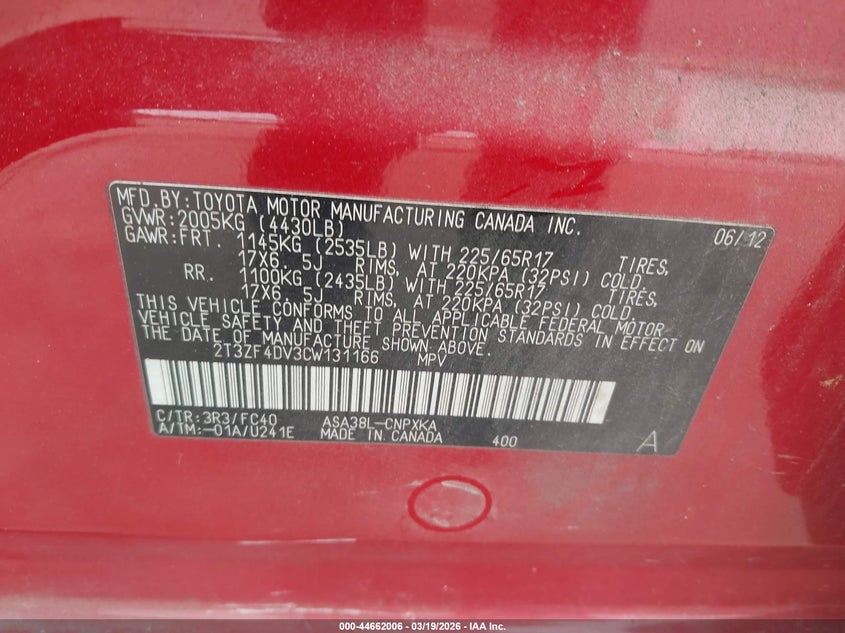 MFD.BY:TOYOTA MOTOR MANUFACTURING CANADA INC. 06/12
GVWR:2005KG (4430LB)
GAWR:FRT. 1145KG (2535LB) WITH 225/65R17 TIRES,
17X6. 5J RIMS, AT 220KPA (32PSI) COLD.
RR. 1100KG (2435LB) WITH 225/65R17 TIRES,
17X6. 5J RIMS, AT 220KPA (32PSI) COLD.
THIS VEHICLE CONFORMS TO ALL APPLICABLE FEDERAL MOTOR
VEHICLE SAFETY AND THEFT PREVENTION STANDARDS IN EFFECT ON
THE DATE OF MANUFACTURE SHOWN ABOVE.
2T3ZF4DV3CW131166 MPV
C/TR:3R3/FC40 ASA38L-CNPXKA
A/TM:-01A/U241E MADE IN CANADA 400 A
000-44662006 - 03/19/2026 - IAA Inc.